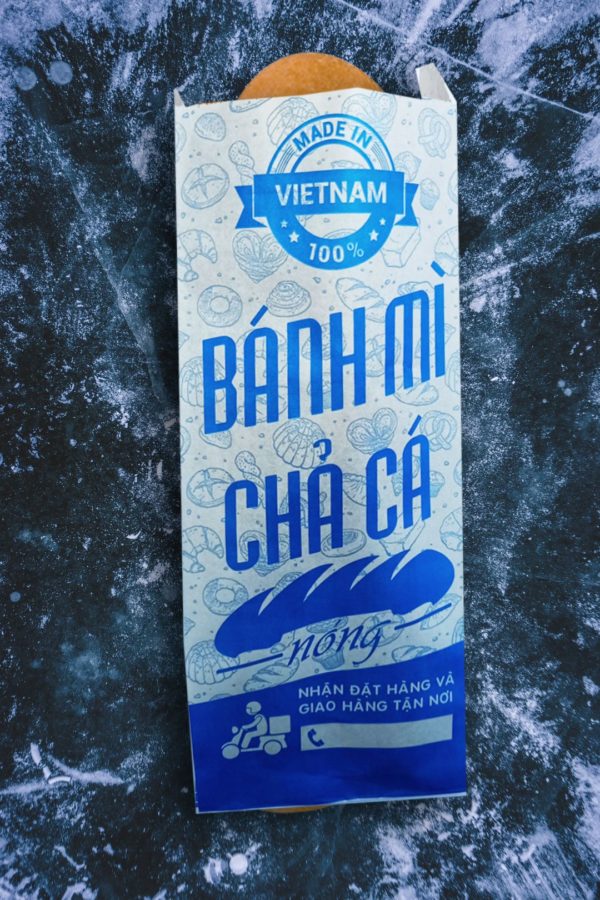 MADE IN
VIETNAM
100%
BÁNH MÌ
CHẢ CÁ
nóng
NHẬN ĐẶT HÀNG VÀ
GIAO HÀNG TẬN NƠI